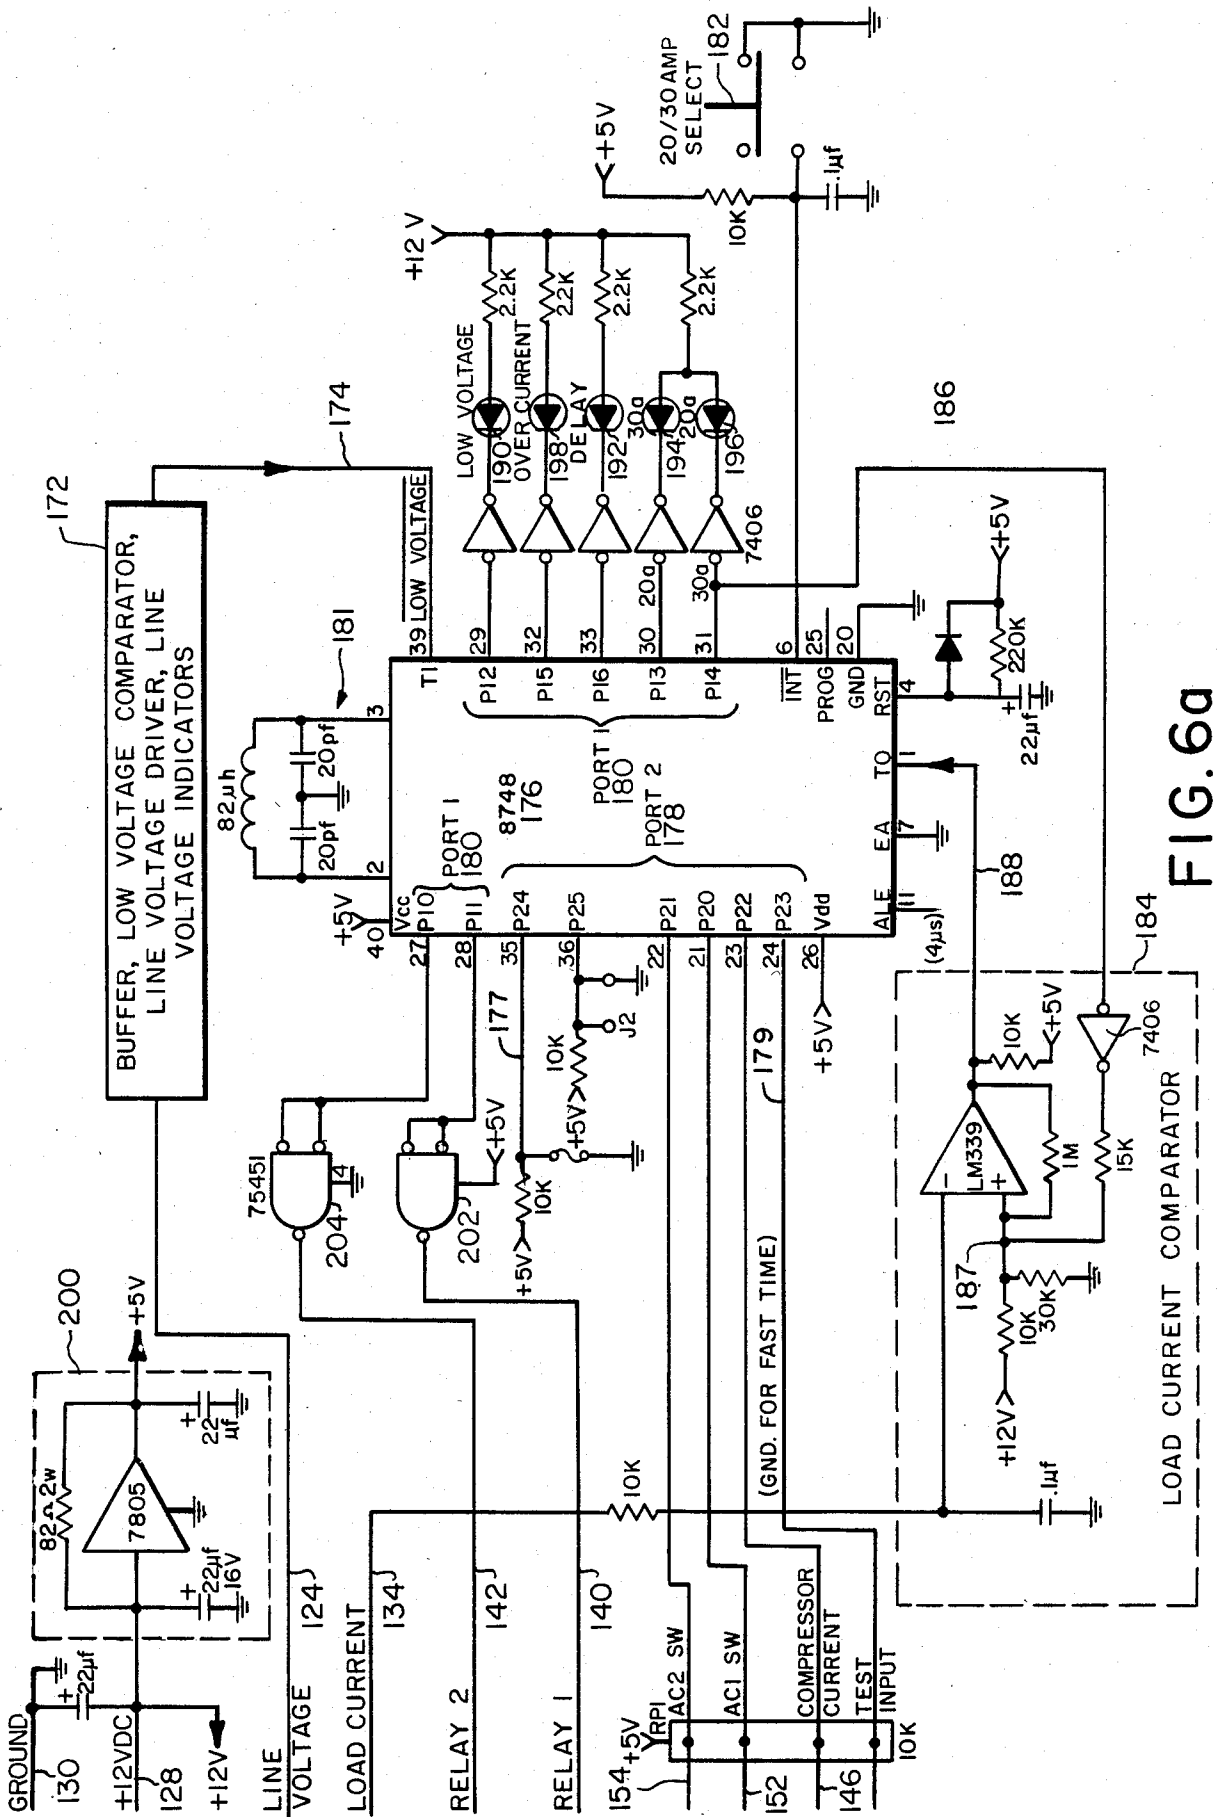 GROUND
130
+12VDC
128
+12V
LINE
VOLTAGE
124
LOAD CURRENT
134
RELAY 2
142
RELAY 1
140
154
+5V
RP1
AC2 SW
152
AC1 SW
146
COMPRESSOR
CURRENT
TEST
INPUT
10K
22µf
+
200
82Ω 2w
7805
+
22µf
16V
+
22
µf
+5V
BUFFER, LOW VOLTAGE COMPARATOR,
LINE VOLTAGE DRIVER, LINE
VOLTAGE INDICATORS
172
174
75451
4
204
202
+5V
177
+5V
10K
+5V
10K
J2
179
(GND. FOR FAST TIME)
10K
82µh
20pf
20pf
181
2
3
+5V
40
Vcc
27
P10
28
P11
PORT 1
180
35
P24
36
P25
22
P21
21
P20
23
P22
24
P23
26
Vdd
+5V
8748
176
PORT 2
178
PORT 1
180
39
LOW VOLTAGE
T1
29
P12
32
P15
33
P16
30
P13
20a
31
P14
30a
6
INT
25
PROG
20
GND
ALE
11
(4µs)
EA
7
TO
1
RST
4
7406
LOW VOLTAGE
190
2.2K
OVER CURRENT
198
2.2K
DELAY
192
2.2K
30a
194
20a
196
2.2K
+12V
+5V
10K
.1µf
20/30AMP
SELECT
182
186
+5V
220K
+
22µf
188
184
10K
+5V
7406
LM339
-
+
1M
15K
187
10K
30K
+12V
.1µf
LOAD CURRENT COMPARATOR
FIG. 6a